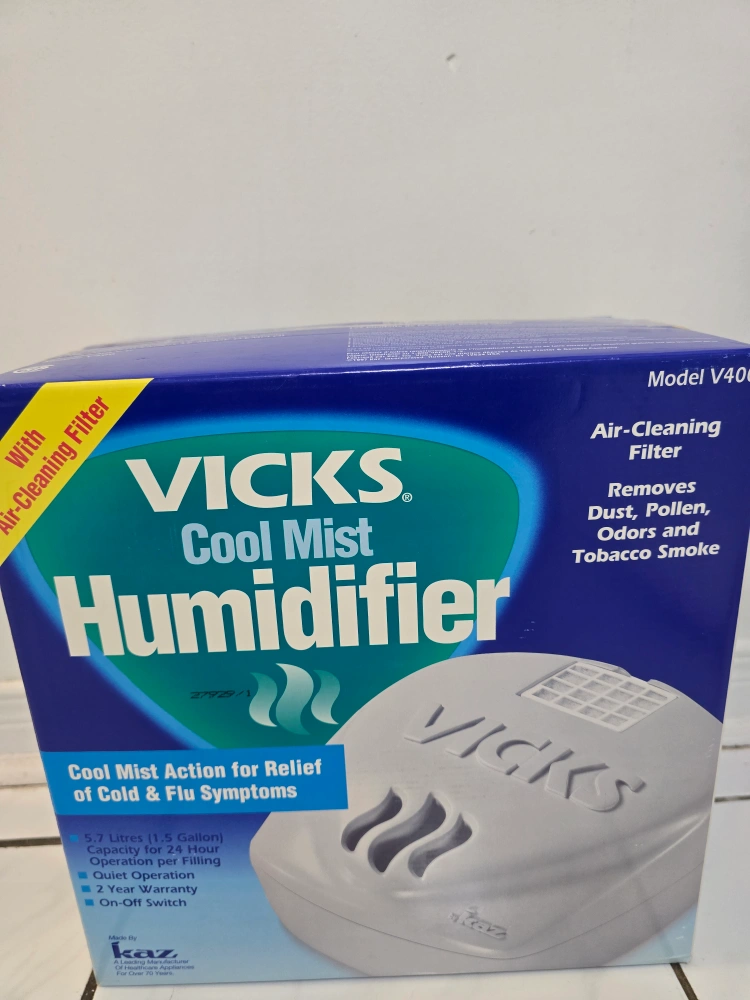 Model V400
With
Air-Cleaning Filter
Air-Cleaning
Filter
Removes
Dust, Pollen,
Odors and
Tobacco Smoke
VICKS®
Cool Mist
Humidifier
VICKS
Cool Mist Action for Relief
of Cold & Flu Symptoms
5.7 Litres (1.5 Gallon)
Capacity for 24 Hour
Operation per Filling
Quiet Operation
2 Year Warranty
On-Off Switch
kaz
Made By
kaz
A Leading Manufacturer
Of Healthcare Appliances
For Over 70 Years.